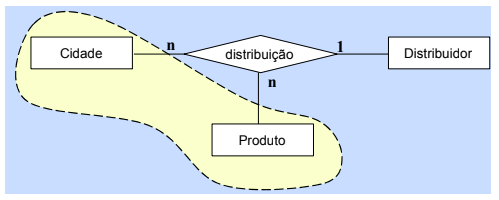 Cidade
n
distribuição
1
Distribuidor
n
Produto